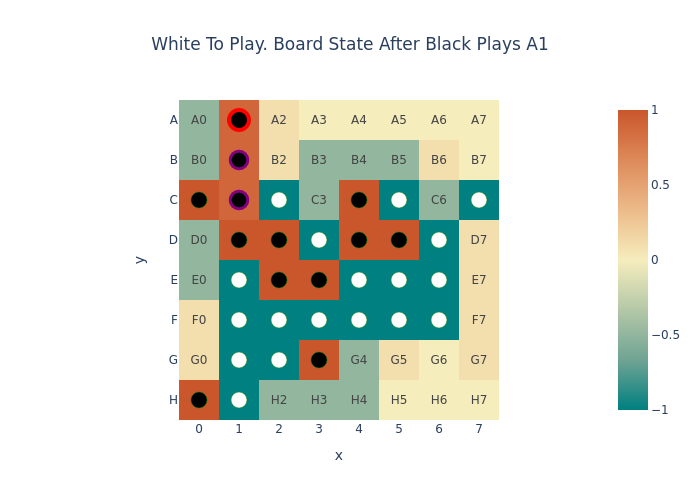 White To Play. Board State After Black Plays A1
A A0 A2 A3 A4 A5 A6 A7
B B0 B2 B3 B4 B5 B6 B7
C C3 C6
D D0 D7
E E0 E7
F F0 F7
G G0 G4 G5 G6 G7
H H2 H3 H4 H5 H6 H7
0 1 2 3 4 5 6 7
x
y
1
0.5
0
−0.5
−1